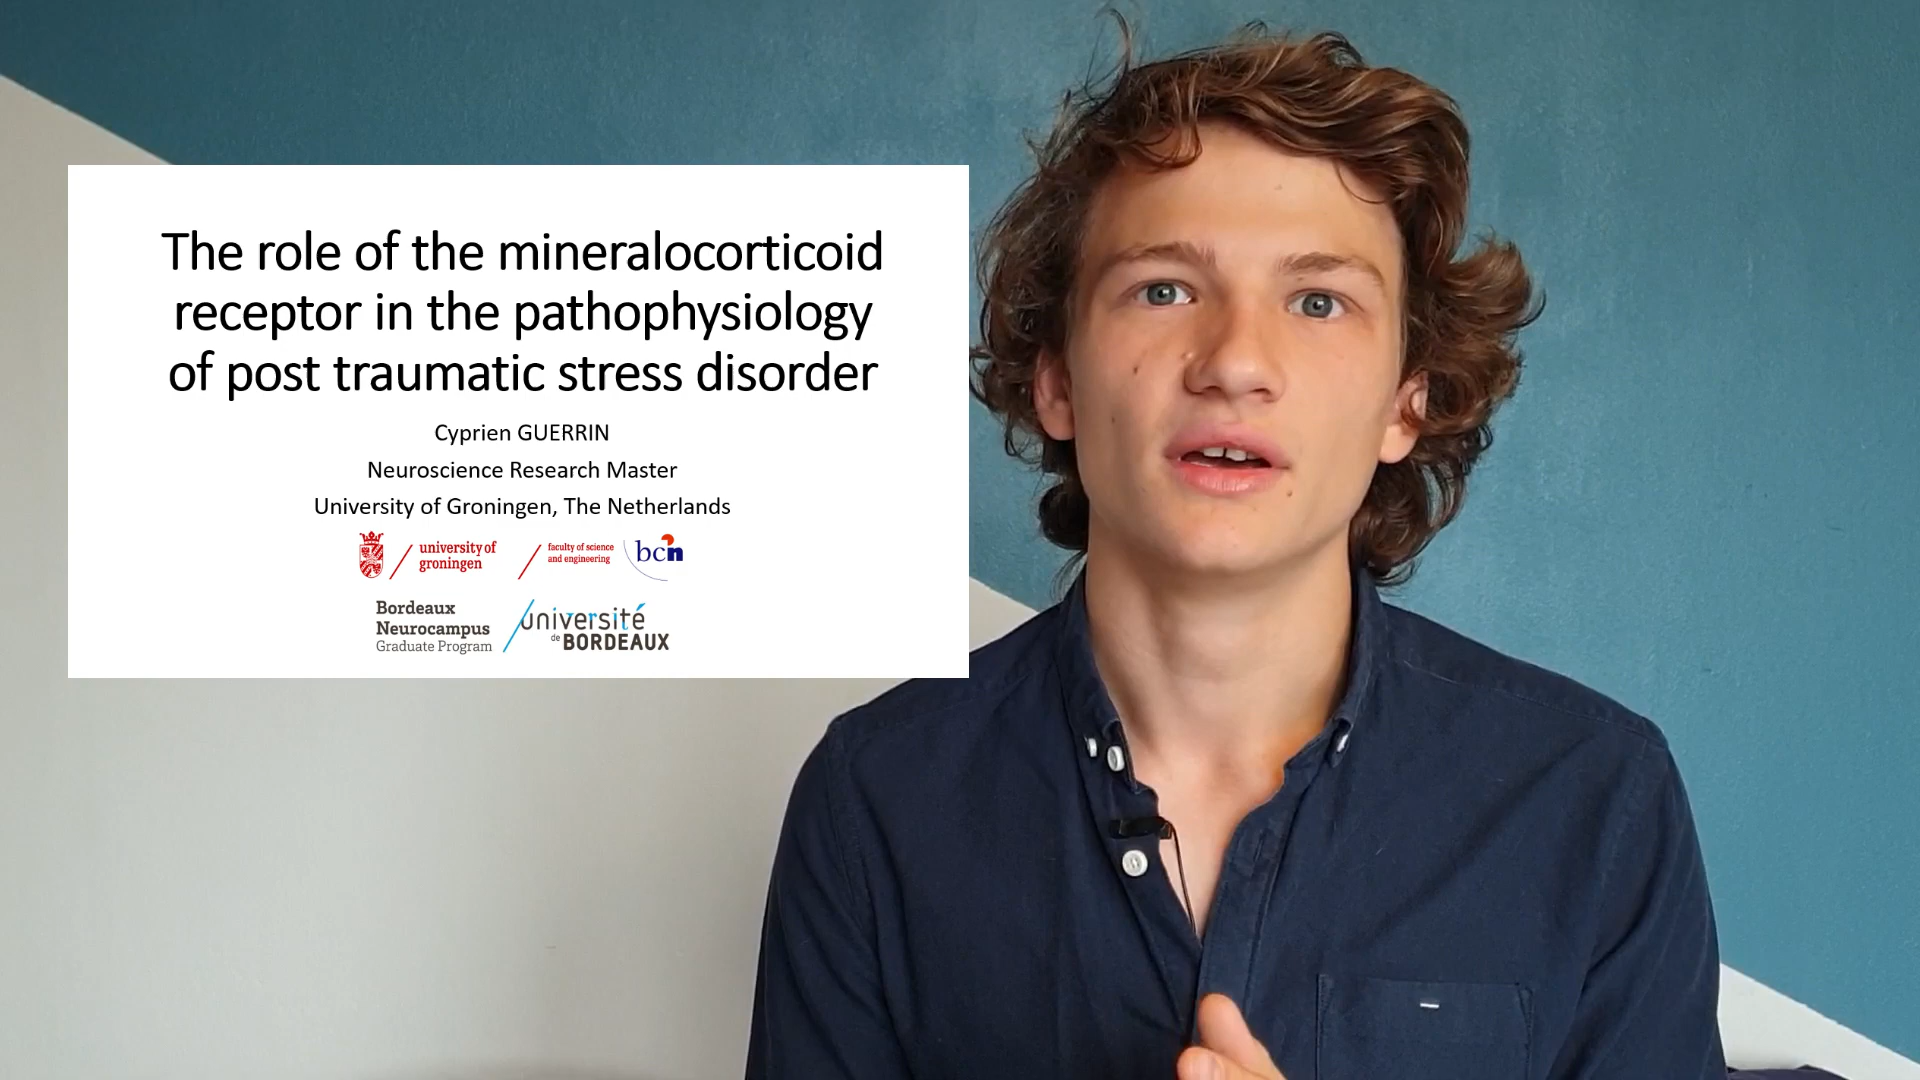 The role of the mineralocorticoid
receptor in the pathophysiology
of post traumatic stress disorder
Cyprien GUERRIN
Neuroscience Research Master
University of Groningen, The Netherlands
university of
groningen
faculty of science
and engineering
bcn
Bordeaux
Neurocampus
Graduate Program
université
de BORDEAUX